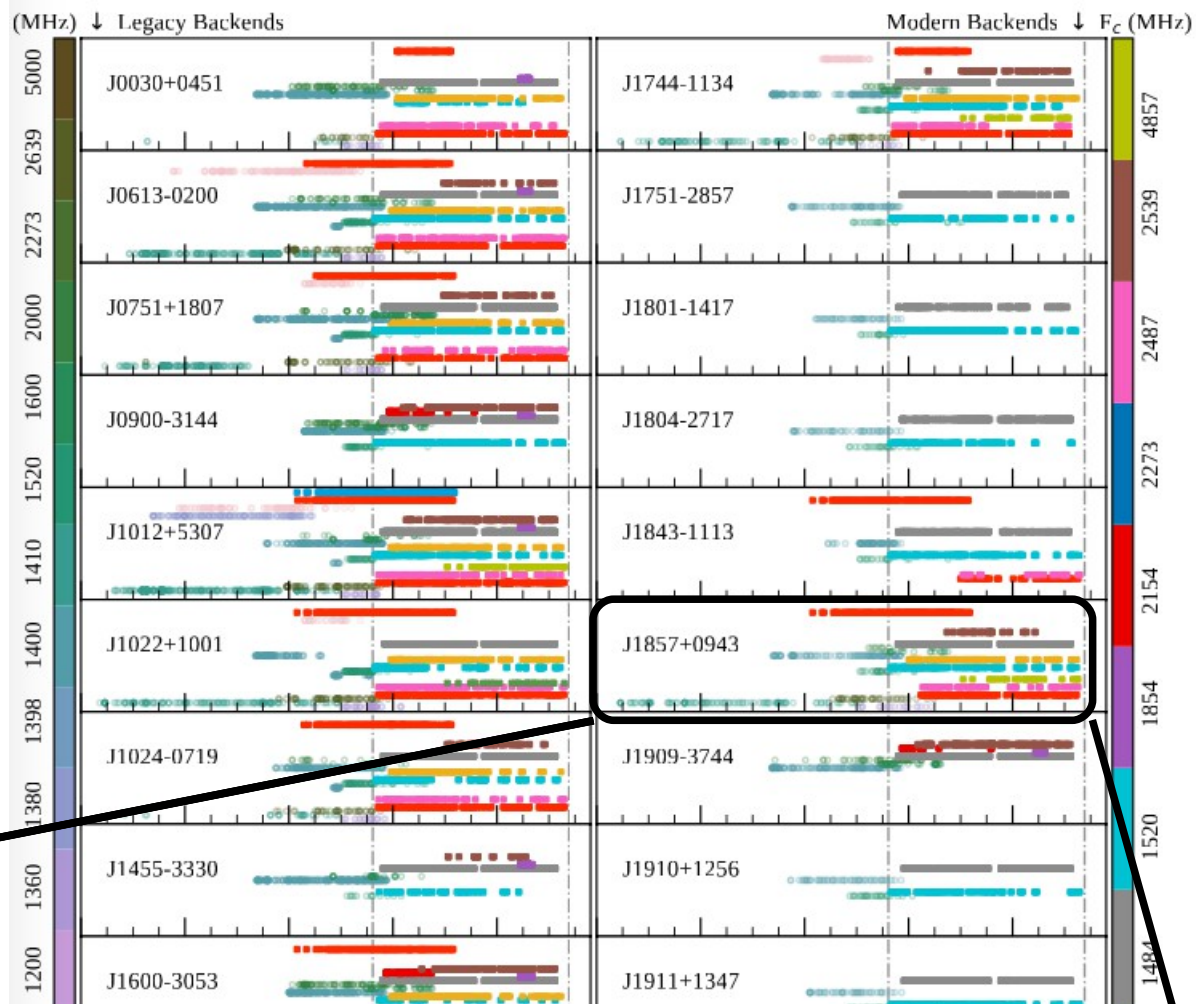 (MHz) ↓ Legacy Backends
Modern Backends ↓ F_c (MHz)
5000
2639
2273
2000
1600
1520
1410
1400
1398
1380
1360
1200
J0030+0451
J0613-0200
J0751+1807
J0900-3144
J1012+5307
J1022+1001
J1024-0719
J1455-3330
J1600-3053
J1744-1134
J1751-2857
J1801-1417
J1804-2717
J1843-1113
J1857+0943
J1909-3744
J1910+1256
J1911+1347
4857
2539
2487
2273
2154
1854
1520
1484